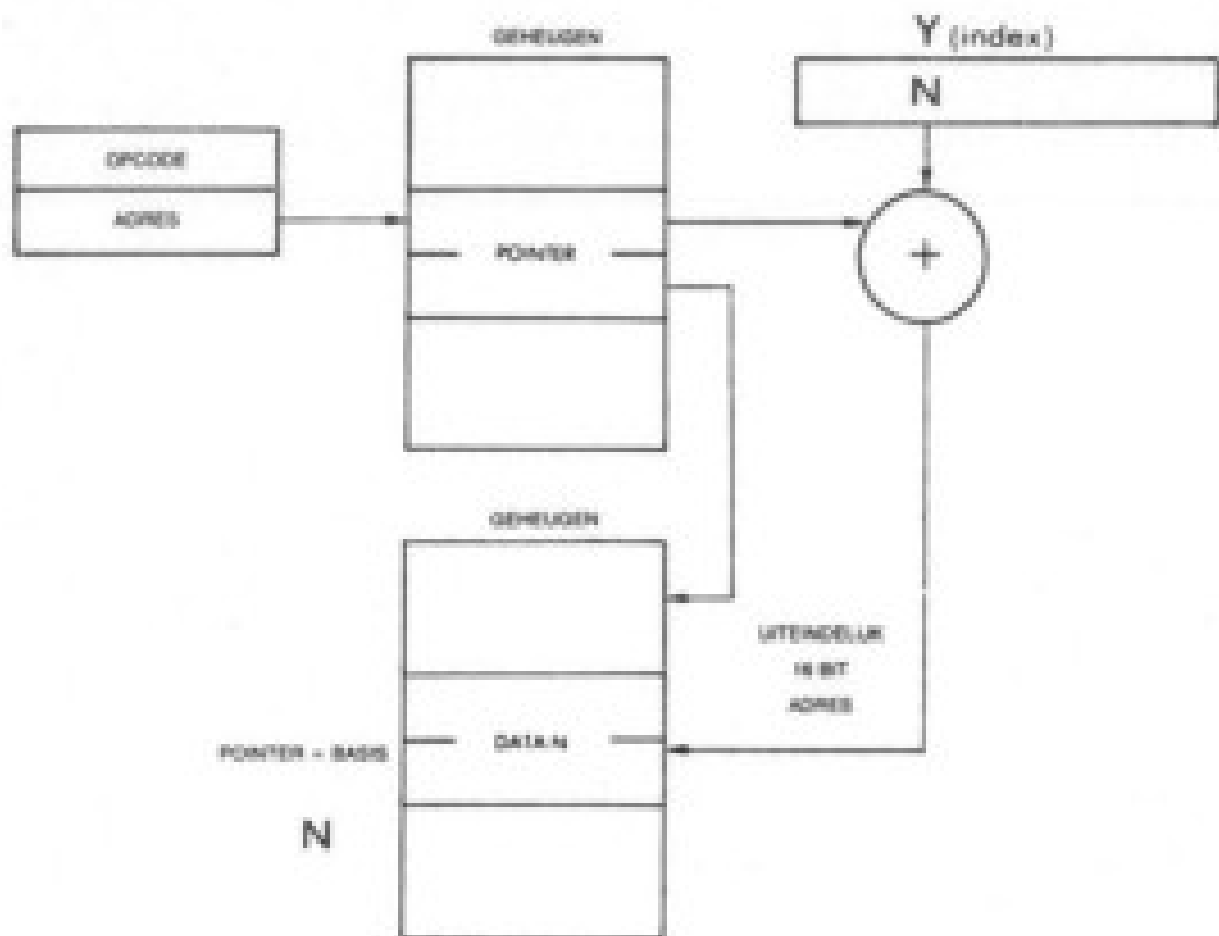 GEHEUGEN
Y (index)
N
OPCODE
ADRES
POINTER
+
GEHEUGEN
UITEINDELIJK
16 BIT
ADRES
DATA N
POINTER - BASIS
N